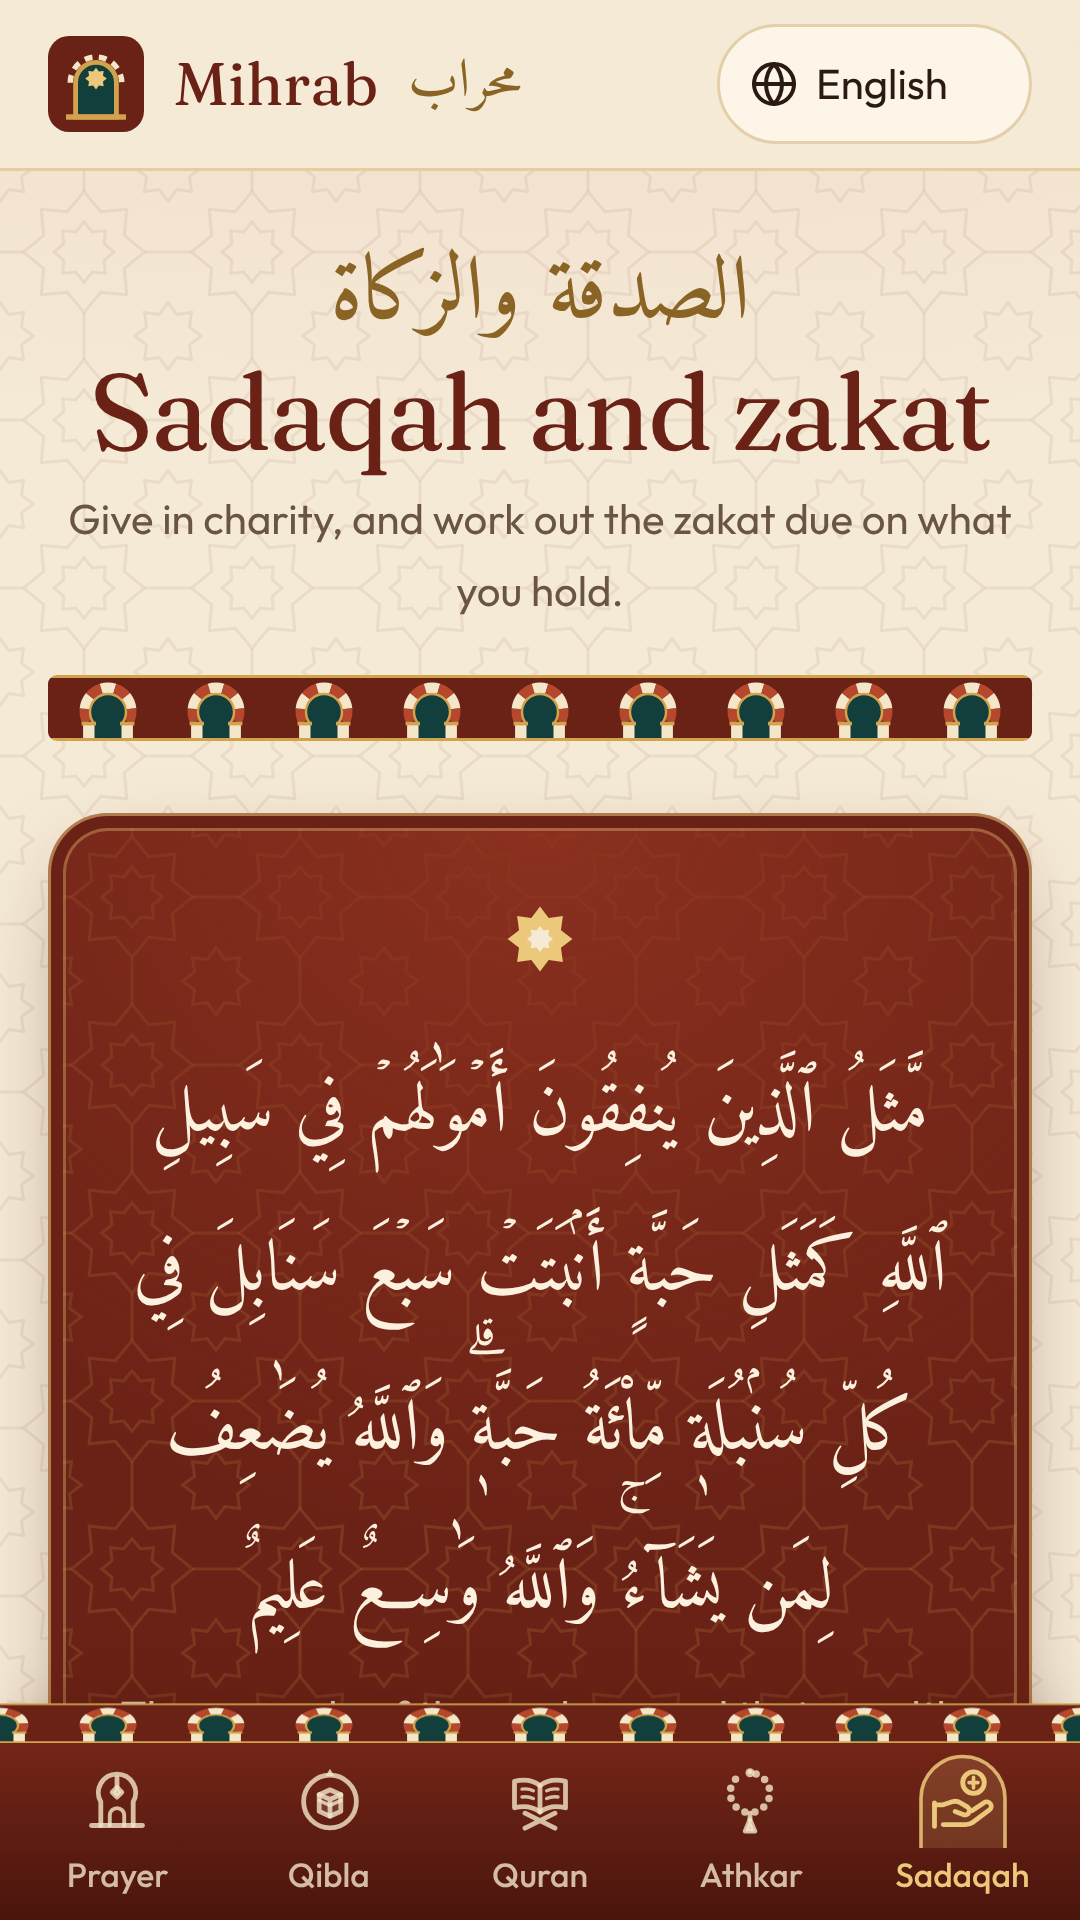 Mihrab محراب
English
الصدقة والزكاة
Sadaqah and zakat
Give in charity, and work out the zakat due on what
you hold.
مَّثَلُ ٱلَّذِينَ يُنفِقُونَ أَمۡوَٰلَهُمۡ فِي سَبِيلِ
ٱللَّهِ كَمَثَلِ حَبَّةٍ أَنۢبَتَتۡ سَبۡعَ سَنَابِلَ فِي
كُلِّ سُنۢبُلَةٖ مِّاْئَةُ حَبَّةٖۗ وَٱللَّهُ يُضَٰعِفُ
لِمَن يَشَآءُۚ وَٱللَّهُ وَٰسِعٌ عَلِيمٌ
Prayer
Qibla
Quran
Athkar
Sadaqah